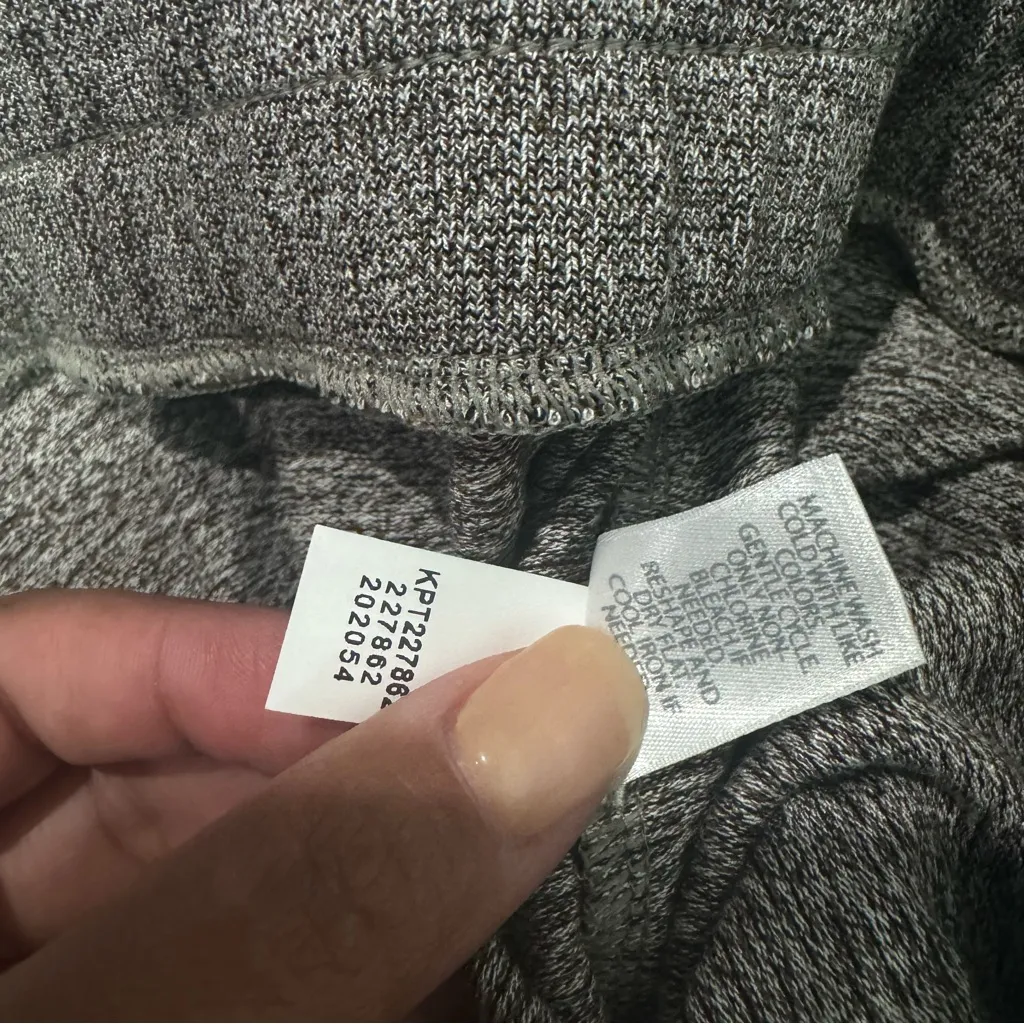 KPT227862
227862
202054
MACHINE WASH
COLD WITH LIKE
COLORS,
GENTLE CYCLE.
ONLY NON-
CHLORINE
BLEACH IF
NEEDED.
RESHAPE AND
DRY FLAT.
COOL IRON IF
NEEDED